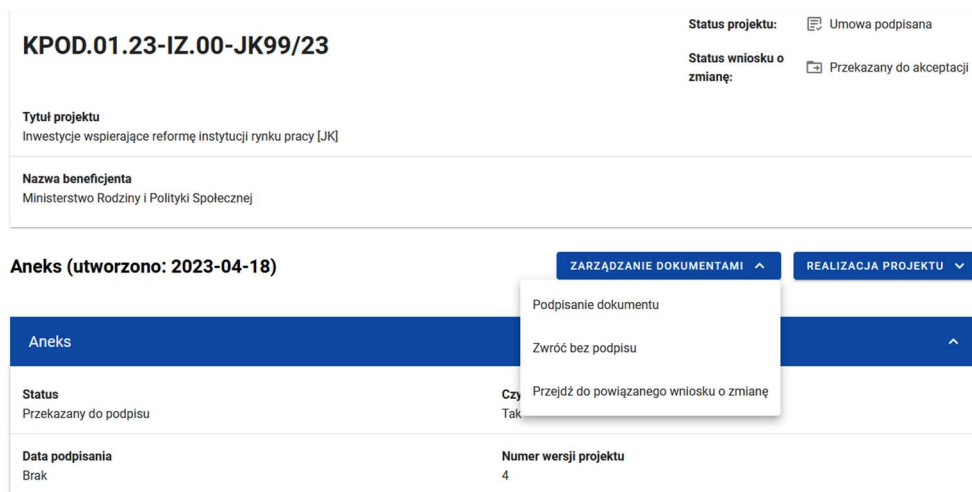 KPOD.01.23-IZ.00-JK99/23
Status projektu: Umowa podpisana
Status wniosku o
zmianę: Przekazany do akceptacji
Tytuł projektu
Inwestycje wspierające reformę instytucji rynku pracy [JK]
Nazwa beneficjenta
Ministerstwo Rodziny i Polityki Społecznej
Aneks (utworzono: 2023-04-18)
ZARZĄDZANIE DOKUMENTAMI
REALIZACJA PROJEKTU
Podpisanie dokumentu
Zwróć bez podpisu
Przejdź do powiązanego wniosku o zmianę
Aneks
Status
Przekazany do podpisu
Czy
Tak
Data podpisania
Brak
Numer wersji projektu
4